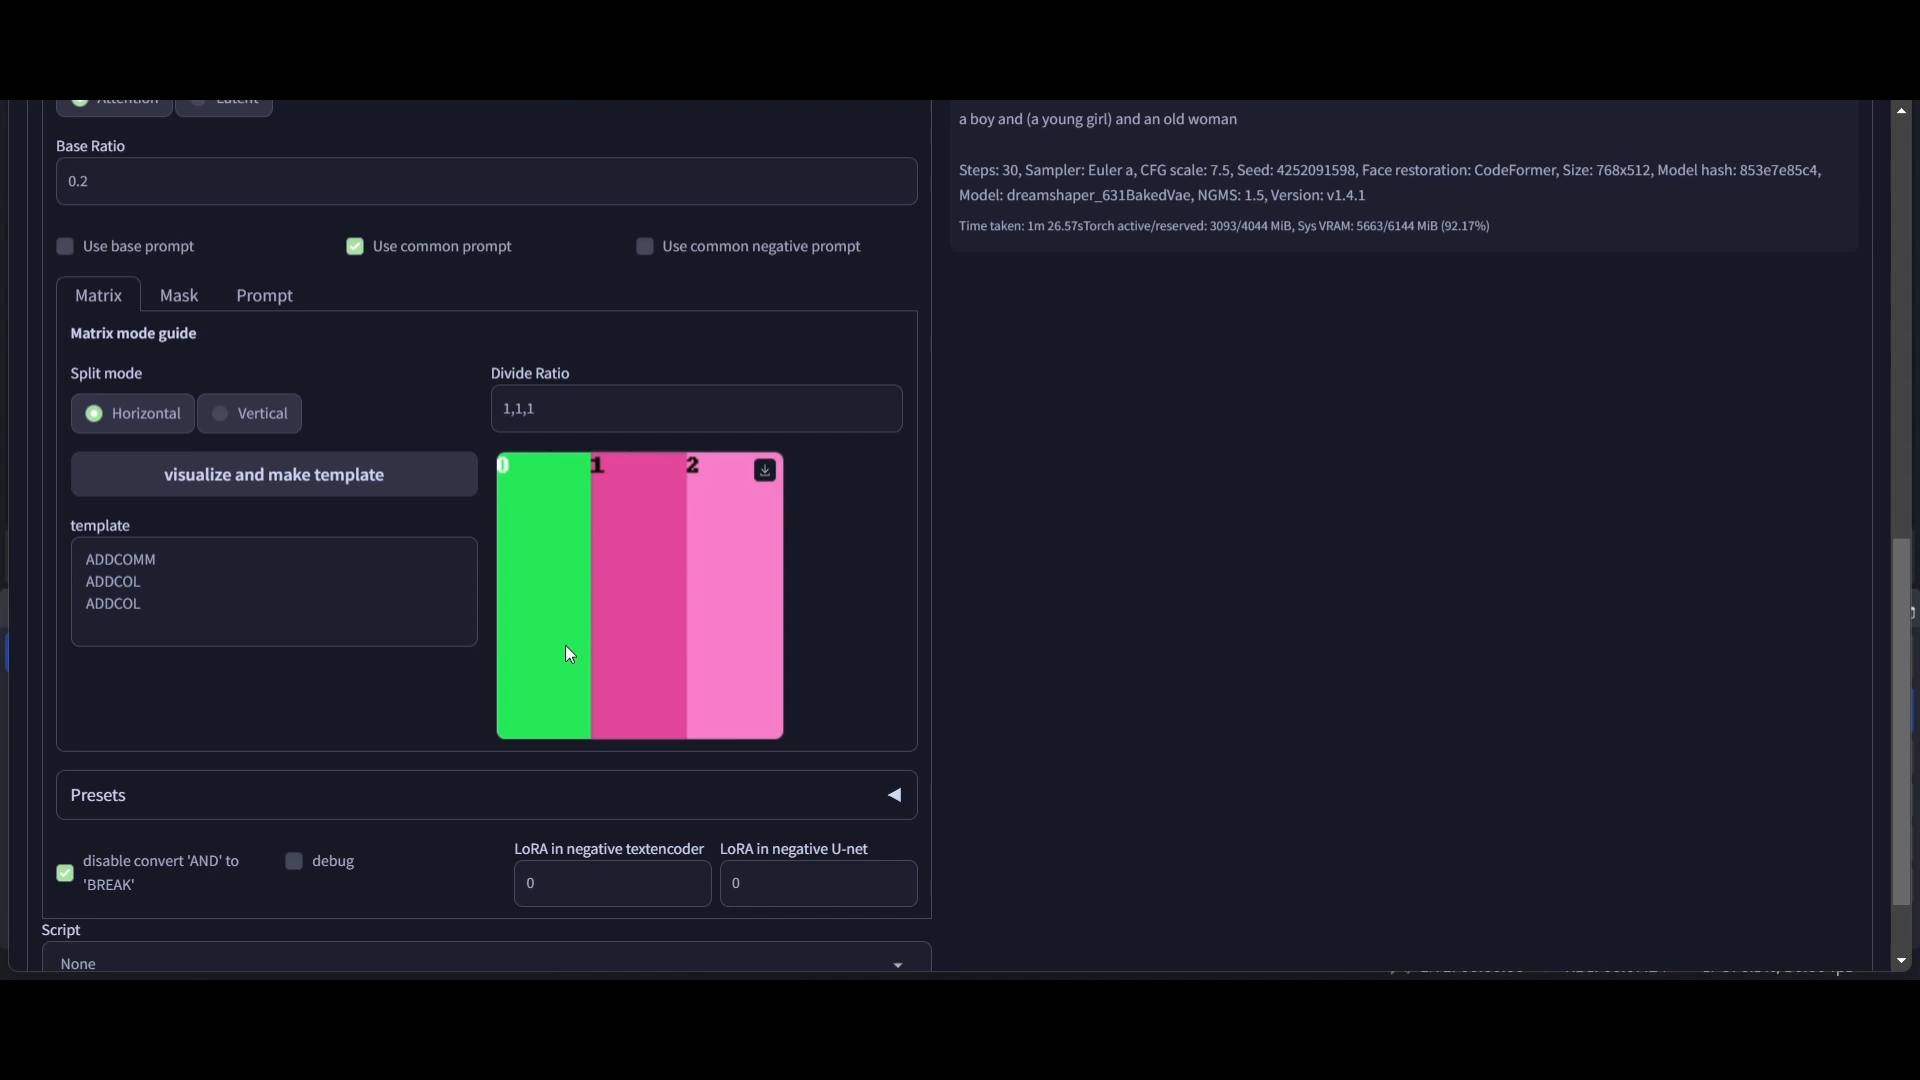 Attention Latent
a boy and (a young girl) and an old woman
Base Ratio
0.2
Steps: 30, Sampler: Euler a, CFG scale: 7.5, Seed: 4252091598, Face restoration: CodeFormer, Size: 768x512, Model hash: 853e7e85c4,
Model: dreamshaper_631BakedVae, NGMS: 1.5, Version: v1.4.1
Time taken: 1m 26.57sTorch active/reserved: 3093/4044 MiB, Sys VRAM: 5663/6144 MiB (92.17%)
Use base prompt Use common prompt Use common negative prompt
Matrix Mask Prompt
Matrix mode guide
Split mode
Horizontal Vertical
Divide Ratio
1,1,1
visualize and make template
0 1 2
template
ADDCOMM
ADDCOL
ADDCOL
Presets
disable convert 'AND' to
'BREAK'
debug
LoRA in negative textencoder
0
LoRA in negative U-net
0
Script
None